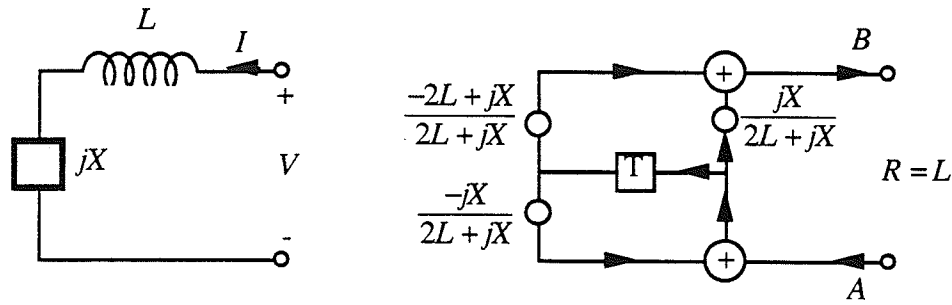 L
I
+
jX
V
-
B
+
-2L + jX
2L + jX
jX
2L + jX
T
R = L
-jX
2L + jX
+
A